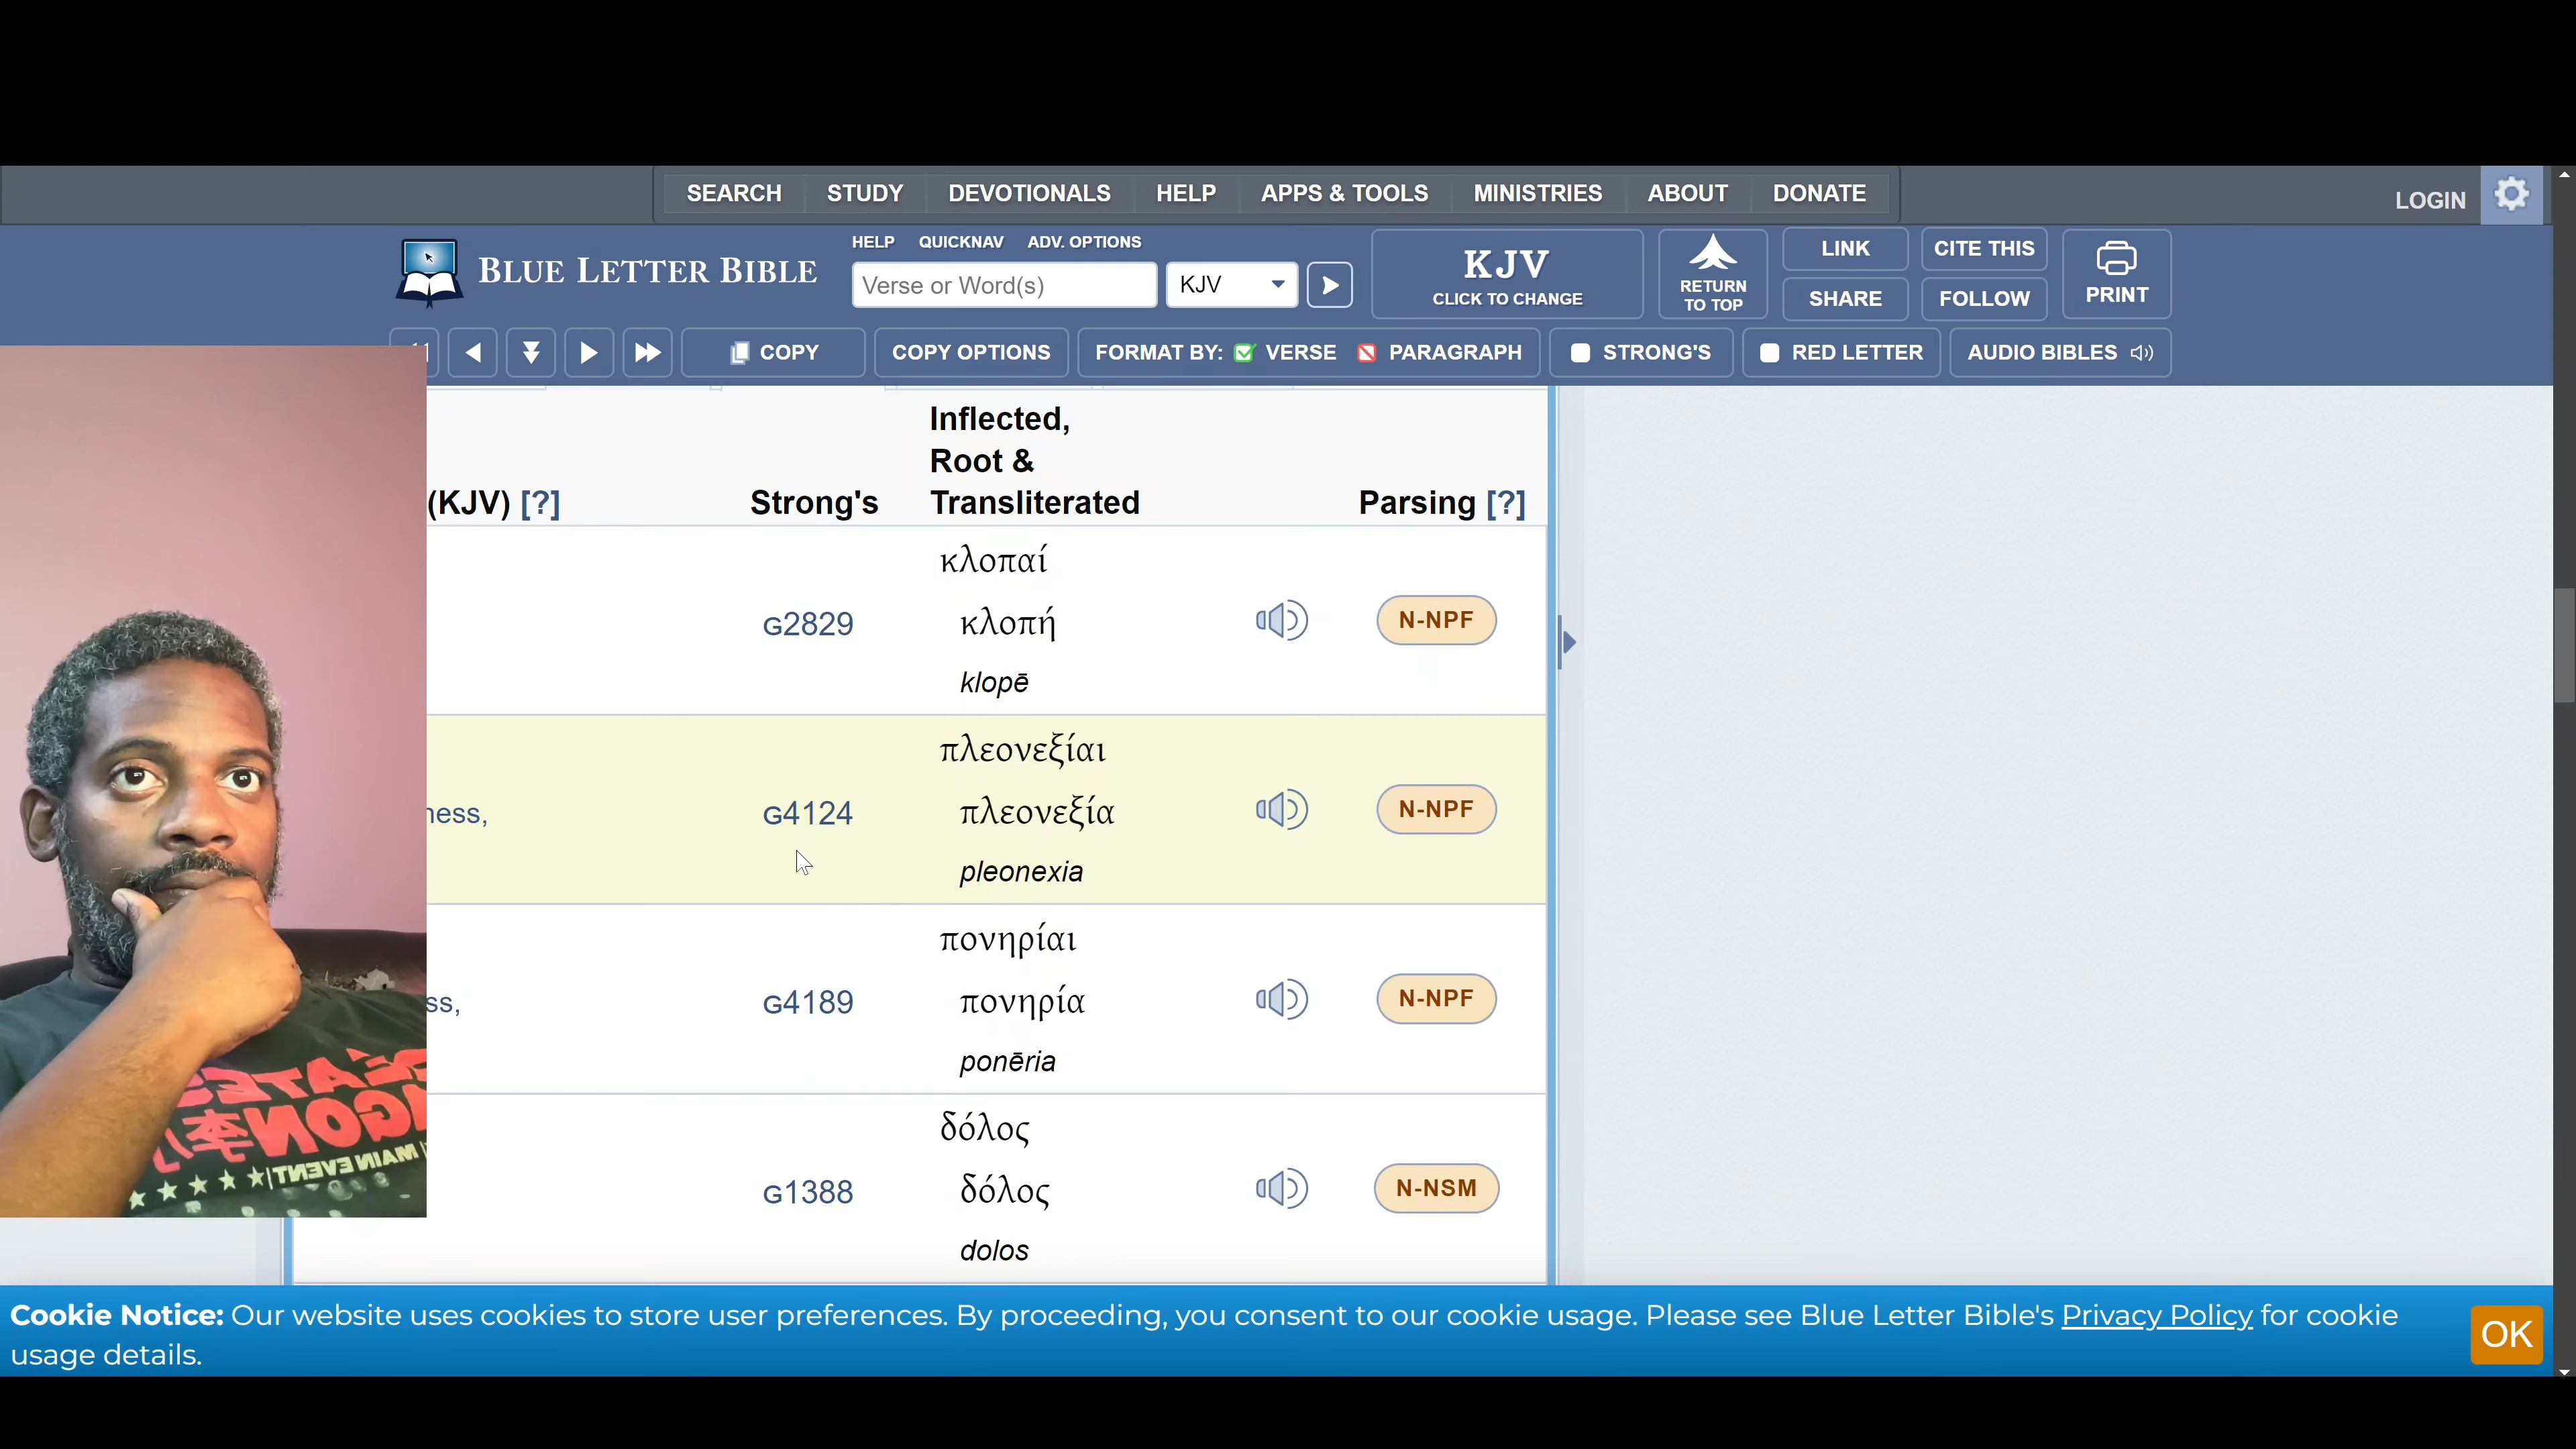 SEARCH STUDY DEVOTIONALS HELP APPS & TOOLS MINISTRIES ABOUT DONATE LOGIN
BLUE LETTER BIBLE
HELP QUICKNAV ADV. OPTIONS
Verse or Word(s) KJV
KJV
CLICK TO CHANGE
RETURN
TO TOP
LINK CITE THIS
SHARE FOLLOW
PRINT
COPY COPY OPTIONS FORMAT BY: VERSE PARAGRAPH STRONG'S RED LETTER AUDIO BIBLES
Inflected,
Root &
(KJV) [?] Strong's Transliterated Parsing [?]
κλοπαί
G2829 κλοπή N-NPF
klopē
πλεονεξίαι
ness, G4124 πλεονεξία N-NPF
pleonexia
πονηρίαι
ss, G4189 πονηρία N-NPF
ponēria
δόλος
G1388 δόλος N-NSM
dolos
MAIN EVENT
Cookie Notice: Our website uses cookies to store user preferences. By proceeding, you consent to our cookie usage. Please see Blue Letter Bible's Privacy Policy for cookie
usage details.
OK